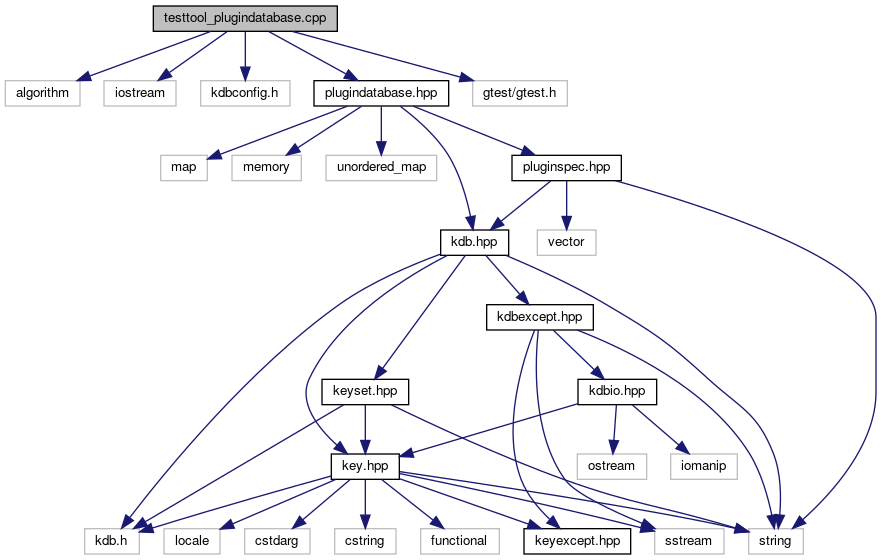 testtool_plugindatabase.cpp
algorithm
iostream
kdbconfig.h
plugindatabase.hpp
gtest/gtest.h
map
memory
unordered_map
pluginspec.hpp
kdb.hpp
vector
kdbexcept.hpp
keyset.hpp
kdbio.hpp
key.hpp
ostream
iomanip
kdb.h
locale
cstdarg
cstring
functional
keyexcept.hpp
sstream
string